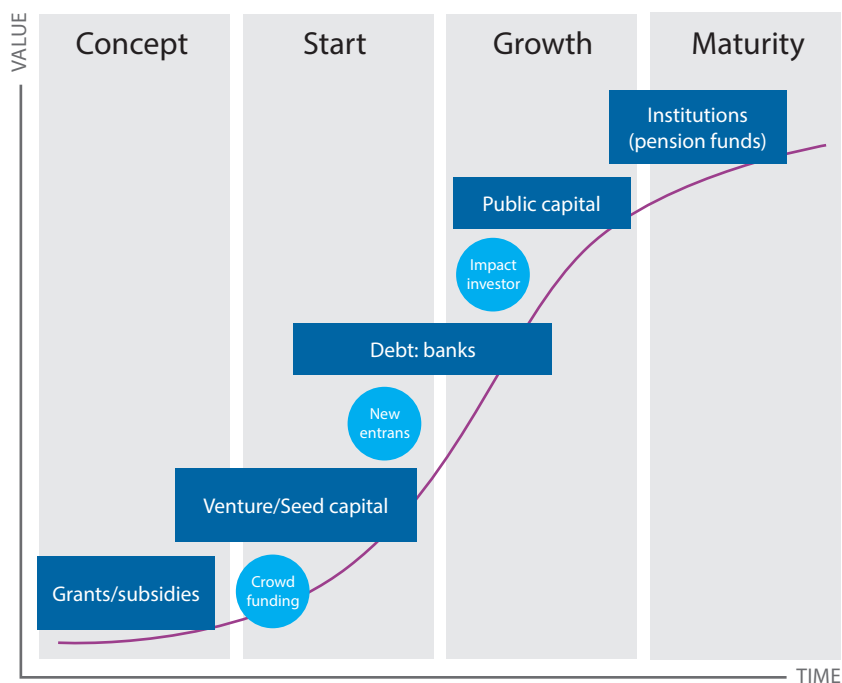 VALUE
Concept
Start
Growth
Maturity
Institutions
(pension funds)
Public capital
Impact
investor
Debt: banks
New
entrans
Venture/Seed capital
Grants/subsidies
Crowd
funding
TIME